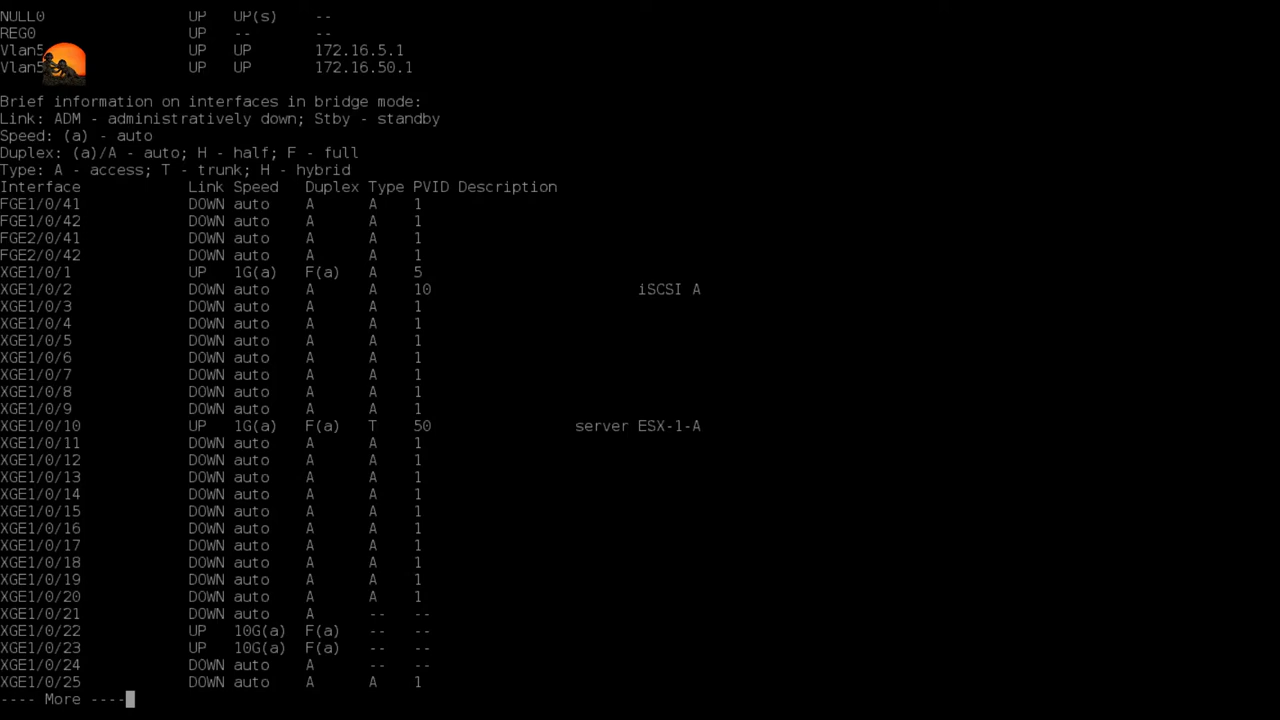 NULL0 UP UP(s) --
REG0 UP -- --
Vlan5 UP UP 172.16.5.1
Vlan5 UP UP 172.16.50.1
Brief information on interfaces in bridge mode:
Link: ADM - administratively down; Stby - standby
Speed: (a) - auto
Duplex: (a)/A - auto; H - half; F - full
Type: A - access; T - trunk; H - hybrid
Interface Link Speed Duplex Type PVID Description
FGE1/0/41 DOWN auto A A 1
FGE1/0/42 DOWN auto A A 1
FGE2/0/41 DOWN auto A A 1
FGE2/0/42 DOWN auto A A 1
XGE1/0/1 UP 1G(a) F(a) A 5
XGE1/0/2 DOWN auto A A 10 iSCSI A
XGE1/0/3 DOWN auto A A 1
XGE1/0/4 DOWN auto A A 1
XGE1/0/5 DOWN auto A A 1
XGE1/0/6 DOWN auto A A 1
XGE1/0/7 DOWN auto A A 1
XGE1/0/8 DOWN auto A A 1
XGE1/0/9 DOWN auto A A 1
XGE1/0/10 UP 1G(a) F(a) T 50 server ESX-1-A
XGE1/0/11 DOWN auto A A 1
XGE1/0/12 DOWN auto A A 1
XGE1/0/13 DOWN auto A A 1
XGE1/0/14 DOWN auto A A 1
XGE1/0/15 DOWN auto A A 1
XGE1/0/16 DOWN auto A A 1
XGE1/0/17 DOWN auto A A 1
XGE1/0/18 DOWN auto A A 1
XGE1/0/19 DOWN auto A A 1
XGE1/0/20 DOWN auto A A 1
XGE1/0/21 DOWN auto A -- --
XGE1/0/22 UP 10G(a) F(a) -- --
XGE1/0/23 UP 10G(a) F(a) -- --
XGE1/0/24 DOWN auto A -- --
XGE1/0/25 DOWN auto A A 1
---- More ----